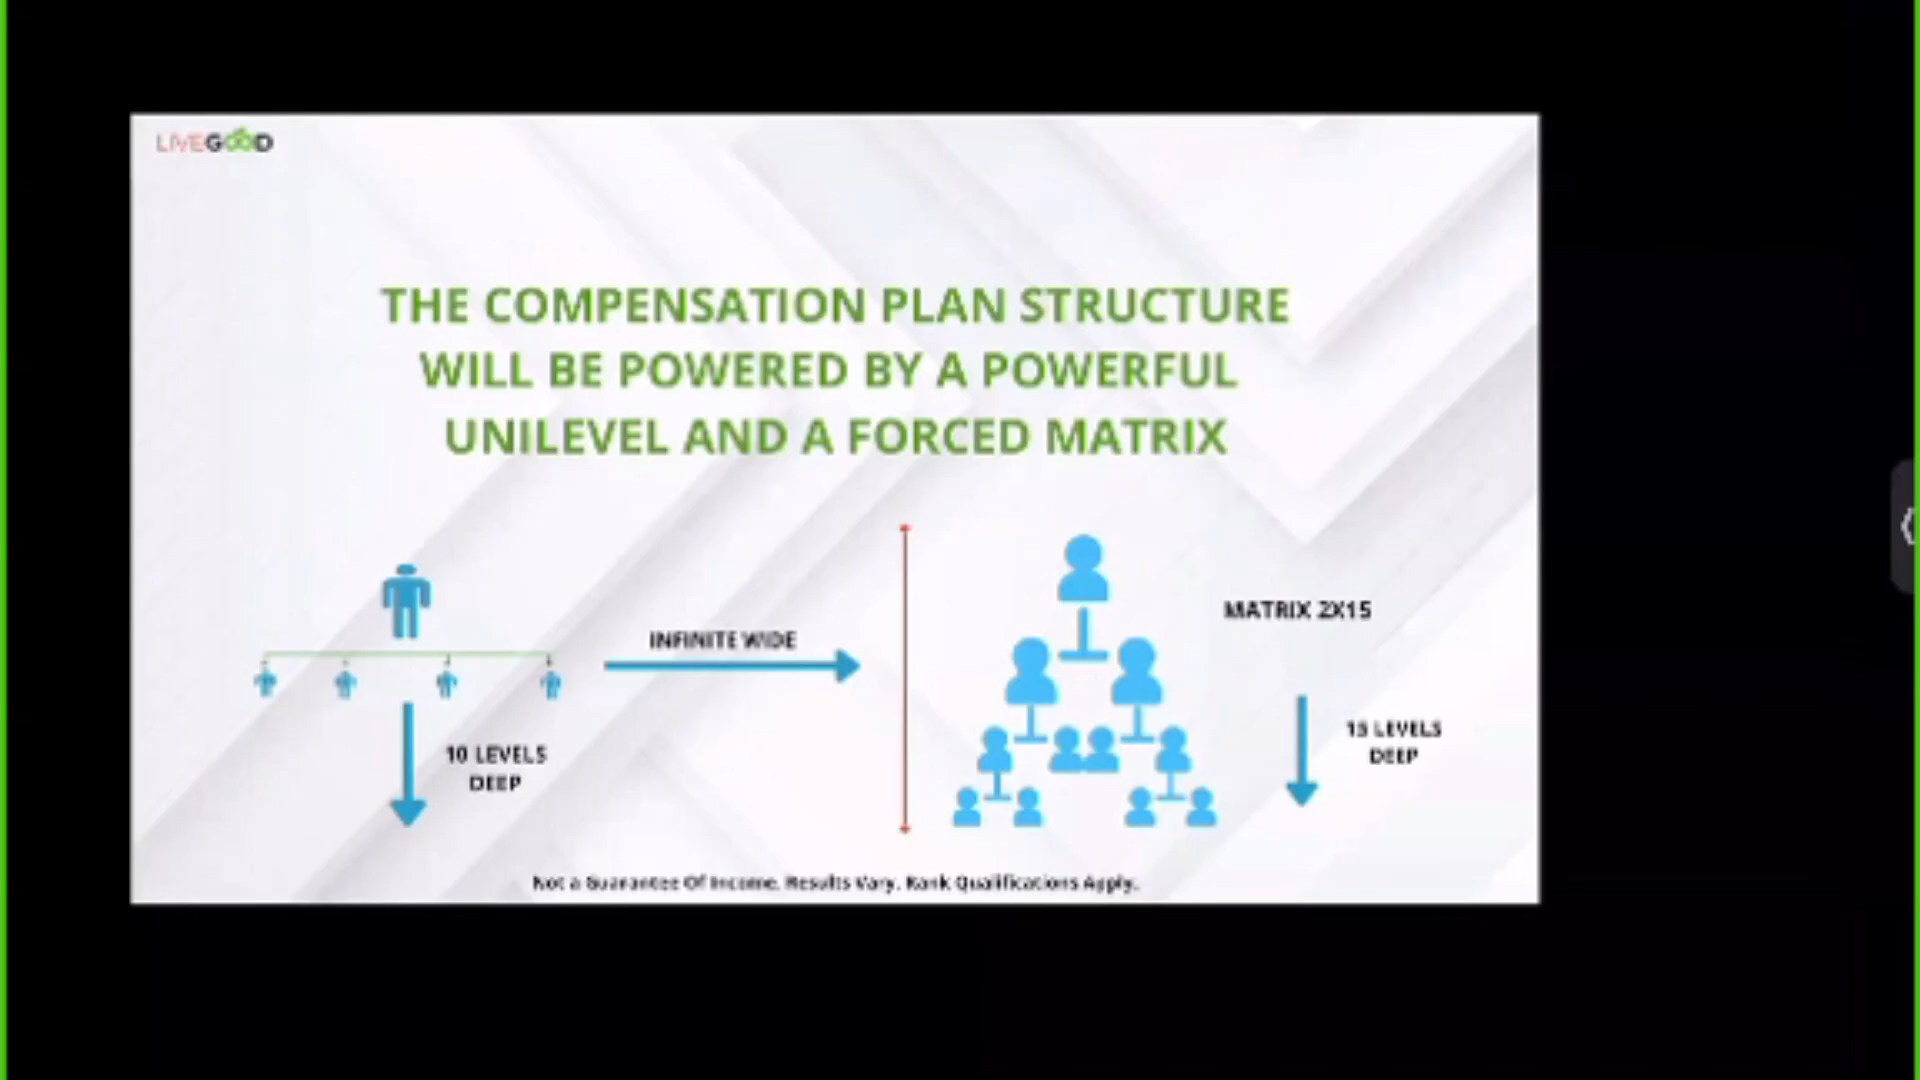 LIVEGOOD
THE COMPENSATION PLAN STRUCTURE
WILL BE POWERED BY A POWERFUL
UNILEVEL AND A FORCED MATRIX
INFINITE WIDE
10 LEVELS
DEEP
MATRIX 2X15
15 LEVELS
DEEP
Not a Guarantee Of Income. Results Vary. Rank Qualifications Apply.